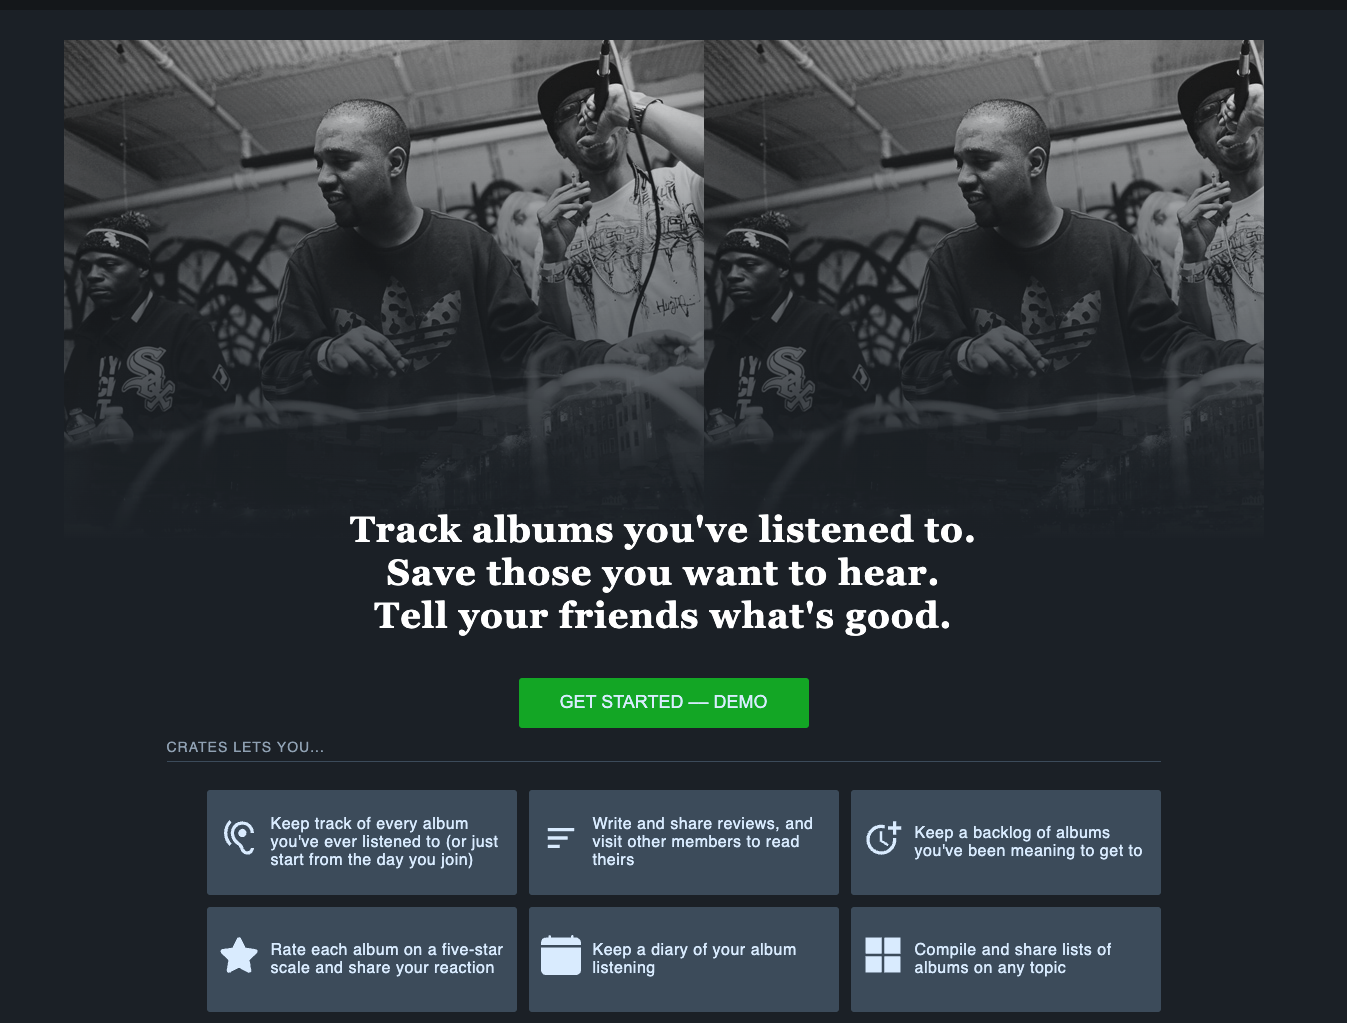 Track albums you've listened to.
Save those you want to hear.
Tell your friends what's good.
GET STARTED — DEMO
CRATES LETS YOU...
Keep track of every album
you've ever listened to (or just
start from the day you join)
Write and share reviews, and
visit other members to read
theirs
Keep a backlog of albums
you've been meaning to get to
Rate each album on a five-star
scale and share your reaction
Keep a diary of your album
listening
Compile and share lists of
albums on any topic